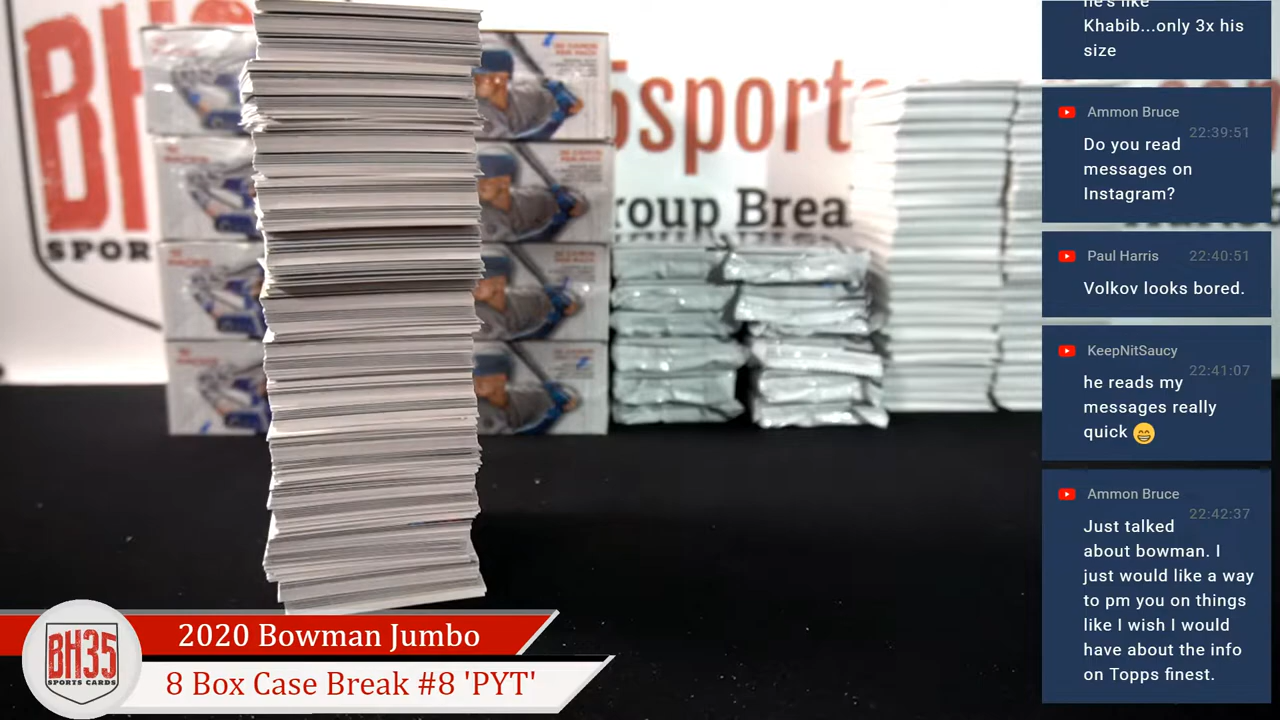 he's like
Khabib...only 3x his
size
Ammon Bruce
22:39:51
Do you read
messages on
Instagram?
Paul Harris
22:40:51
Volkov looks bored.
KeepNitSaucy
22:41:07
he reads my
messages really
quick 😄
Ammon Bruce
22:42:37
Just talked
about bowman. I
just would like a way
to pm you on things
like I wish I would
have about the info
on Topps finest.
BH
SPOR
5sport
roup Brea
2020 Bowman Jumbo
8 Box Case Break #8 'PYT'
BH35
SPORTS CARDS